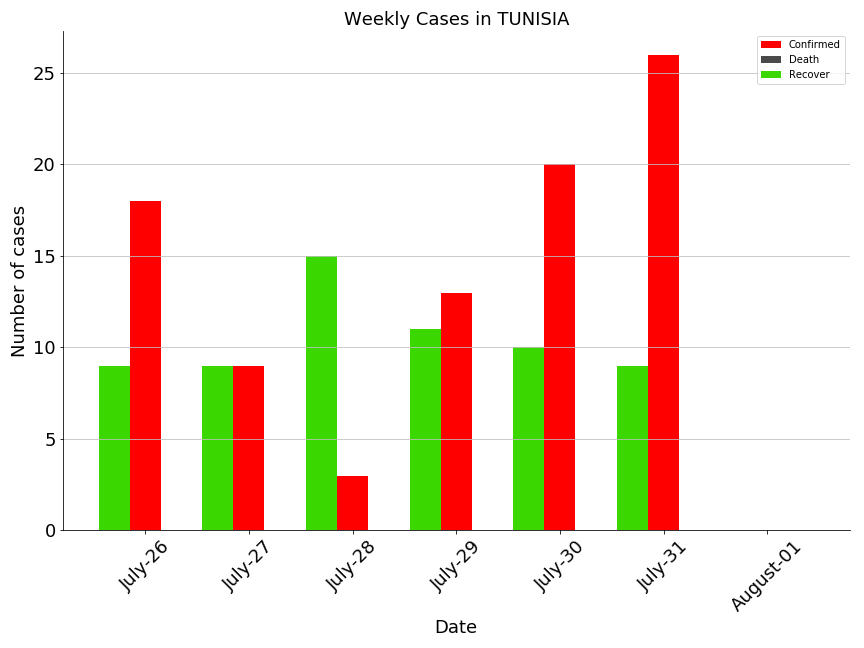 Weekly Cases in TUNISIA
Confirmed
Death
Recover
Number of cases
25
20
15
10
5
0
July-26
July-27
July-28
July-29
July-30
July-31
August-01
Date